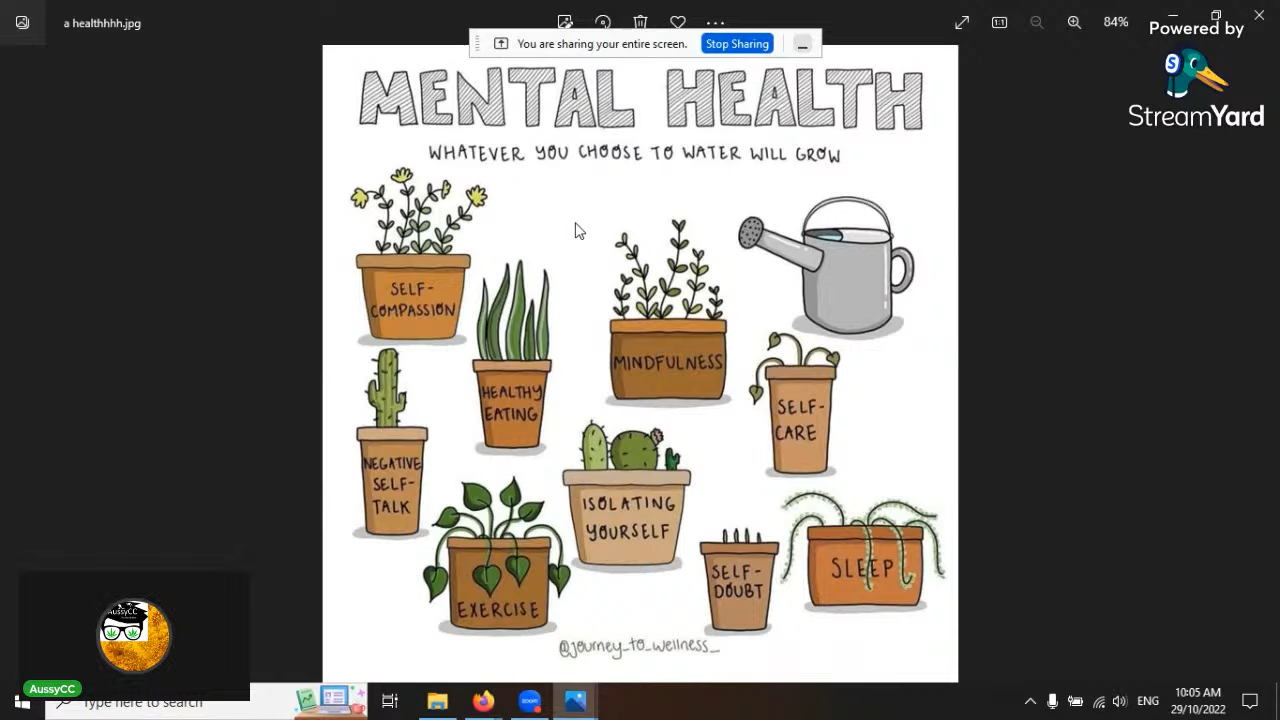 a healthhhh.jpg
84%
You are sharing your entire screen.
Stop Sharing
Powered by
StreamYard
MENTAL HEALTH
WHATEVER YOU CHOOSE TO WATER WILL GROW
SELF-
COMPASSION
HEALTHY
EATING
MINDFULNESS
SELF-
CARE
NEGATIVE
SELF-
TALK
ISOLATING
YOURSELF
EXERCISE
SELF-
DOUBT
SLEEP
@journey_to_wellness_
AussyCC
AussyCC
Type here to search
zoom
ENG
10:05 AM
29/10/2022